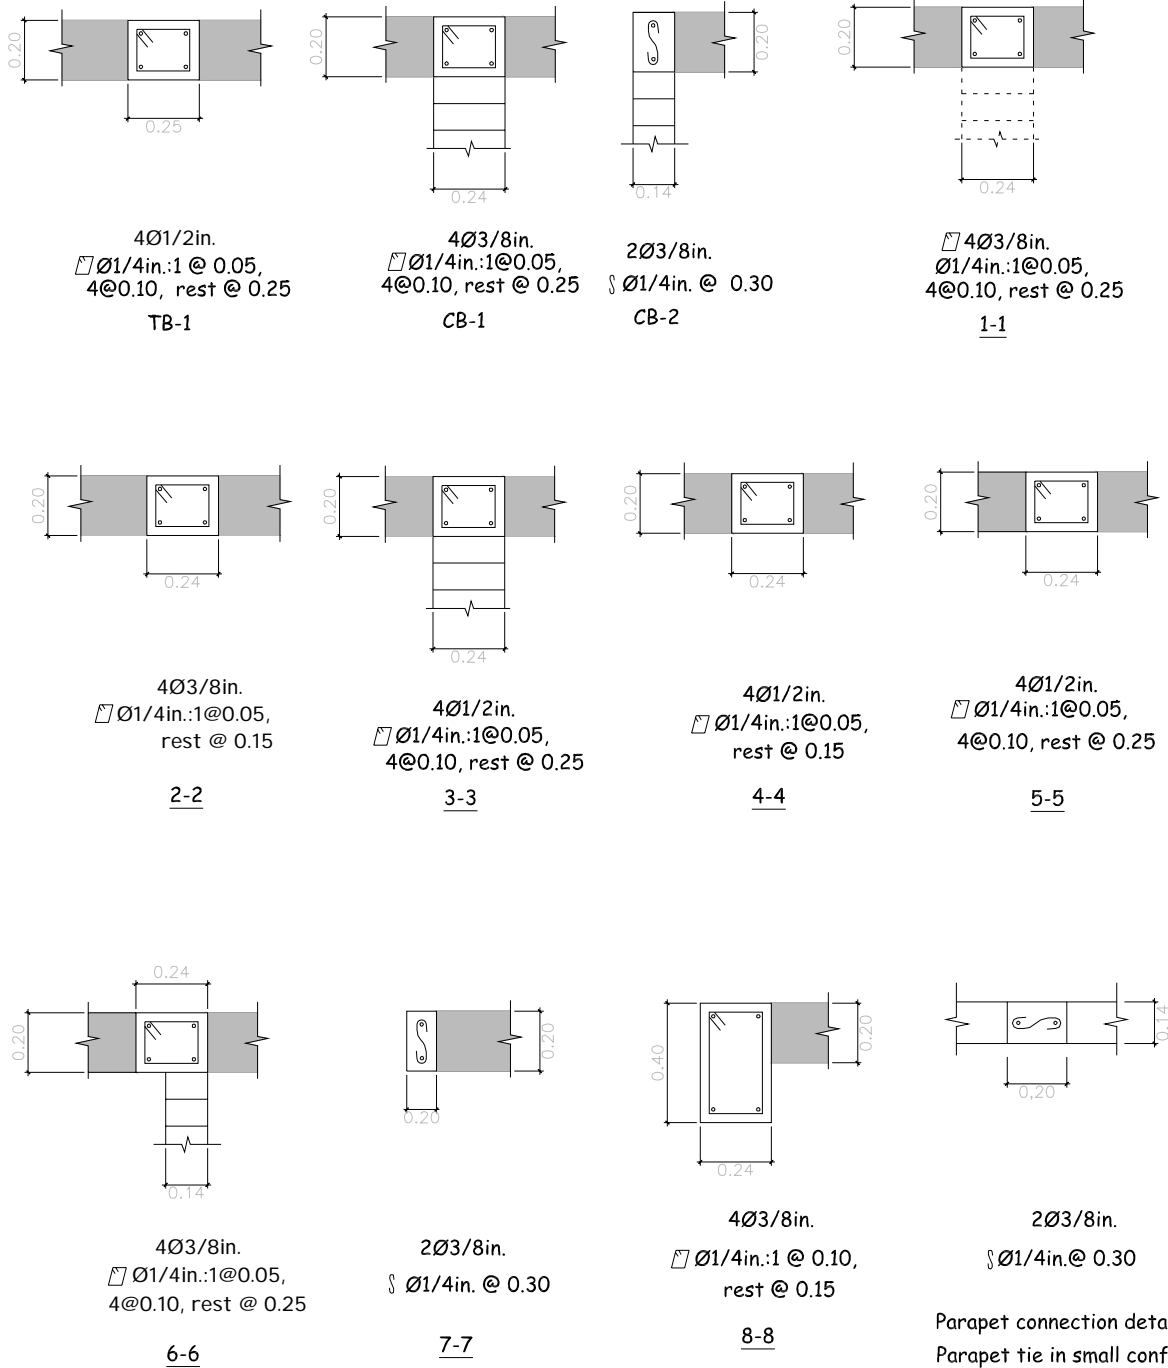 0.20
0.25
4Ø1/2in.
Ø1/4in.:1 @ 0.05,
4@0.10, rest @ 0.25
TB-1
0.20
0.24
4Ø3/8in.
Ø1/4in.:1@0.05,
4@0.10, rest @ 0.25
CB-1
0.20
0.14
2Ø3/8in.
Ø1/4in. @ 0.30
CB-2
0.20
0.24
4Ø3/8in.
Ø1/4in.:1@0.05,
4@0.10, rest @ 0.25
1-1
0.20
0.24
4Ø3/8in.
Ø1/4in.:1@0.05,
rest @ 0.15
2-2
0.20
0.24
4Ø1/2in.
Ø1/4in.:1@0.05,
4@0.10, rest @ 0.25
3-3
0.20
0.24
4Ø1/2in.
Ø1/4in.:1@0.05,
rest @ 0.15
4-4
0.20
0.24
4Ø1/2in.
Ø1/4in.:1@0.05,
4@0.10, rest @ 0.25
5-5
0.24
0.20
0.14
4Ø3/8in.
Ø1/4in.:1@0.05,
4@0.10, rest @ 0.25
6-6
0.20
0.20
2Ø3/8in.
Ø1/4in. @ 0.30
7-7
0.40
0.20
0.24
4Ø3/8in.
Ø1/4in.:1 @ 0.10,
rest @ 0.15
8-8
0.14
0,20
2Ø3/8in.
Ø1/4in.@ 0.30
Parapet connection deta
Parapet tie in small conf